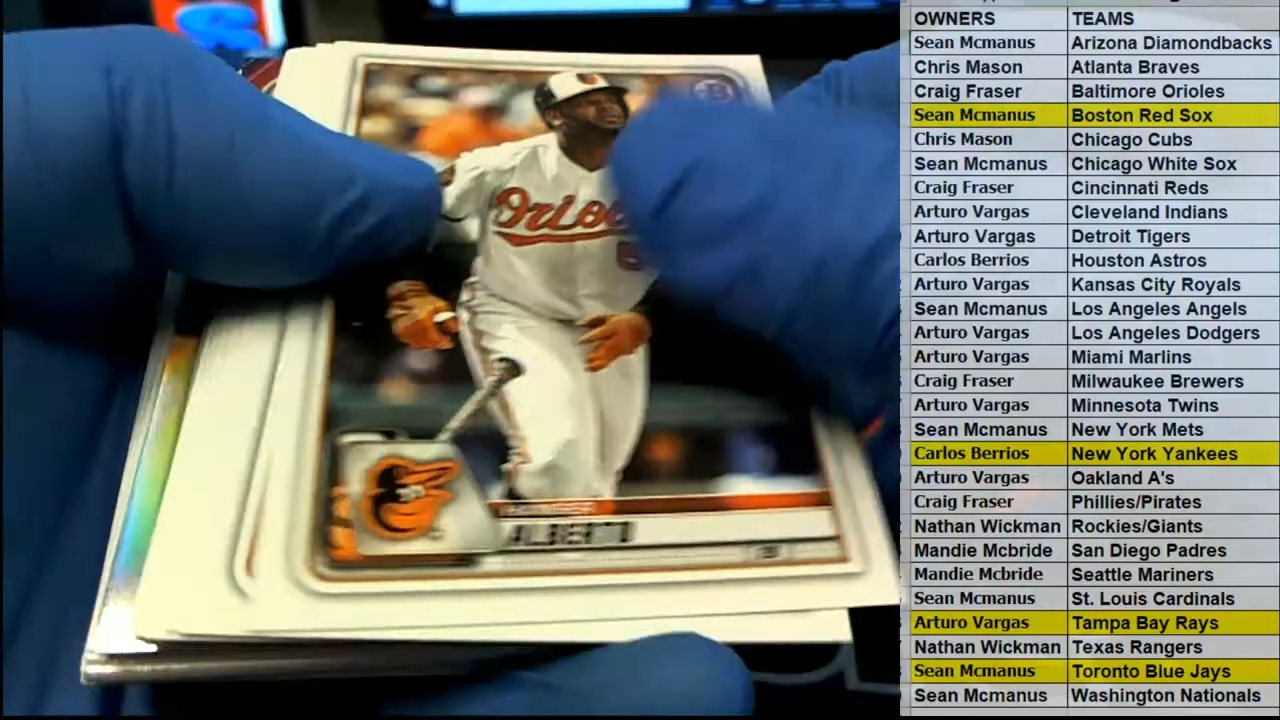 OWNERS TEAMS
Sean Mcmanus Arizona Diamondbacks
Chris Mason Atlanta Braves
Craig Fraser Baltimore Orioles
Sean Mcmanus Boston Red Sox
Chris Mason Chicago Cubs
Sean Mcmanus Chicago White Sox
Craig Fraser Cincinnati Reds
Arturo Vargas Cleveland Indians
Arturo Vargas Detroit Tigers
Carlos Berrios Houston Astros
Arturo Vargas Kansas City Royals
Sean Mcmanus Los Angeles Angels
Arturo Vargas Los Angeles Dodgers
Arturo Vargas Miami Marlins
Craig Fraser Milwaukee Brewers
Arturo Vargas Minnesota Twins
Sean Mcmanus New York Mets
Carlos Berrios New York Yankees
Arturo Vargas Oakland A's
Craig Fraser Phillies/Pirates
Nathan Wickman Rockies/Giants
Mandie Mcbride San Diego Padres
Mandie Mcbride Seattle Mariners
Sean Mcmanus St. Louis Cardinals
Arturo Vargas Tampa Bay Rays
Nathan Wickman Texas Rangers
Sean Mcmanus Toronto Blue Jays
Sean Mcmanus Washington Nationals
Orio
ALBERTO